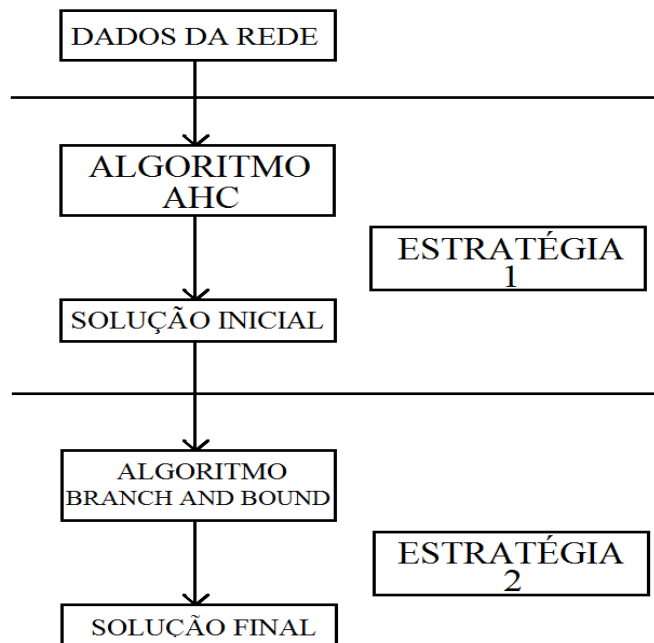 DADOS DA REDE
ALGORITMO
AHC
ESTRATÉGIA
1
SOLUÇÃO INICIAL
ALGORITMO
BRANCH AND BOUND
ESTRATÉGIA
2
SOLUÇÃO FINAL